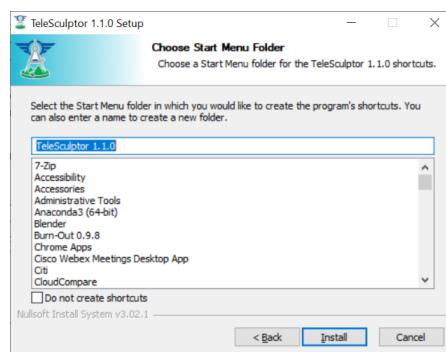 TeleSculptor 1.1.0 Setup
Choose Start Menu Folder
Choose a Start Menu folder for the TeleSculptor 1.1.0 shortcuts.
Select the Start Menu folder in which you would like to create the program's shortcuts. You
can also enter a name to create a new folder.
TeleSculptor 1.1.0
7-Zip
Accessibility
Accessories
Administrative Tools
Anaconda3 (64-bit)
Blender
Burn-Out 0.9.8
Chrome Apps
Cisco Webex Meetings Desktop App
Citi
CloudCompare
Do not create shortcuts
Nullsoft Install System v3.02.1
< Back
Install
Cancel